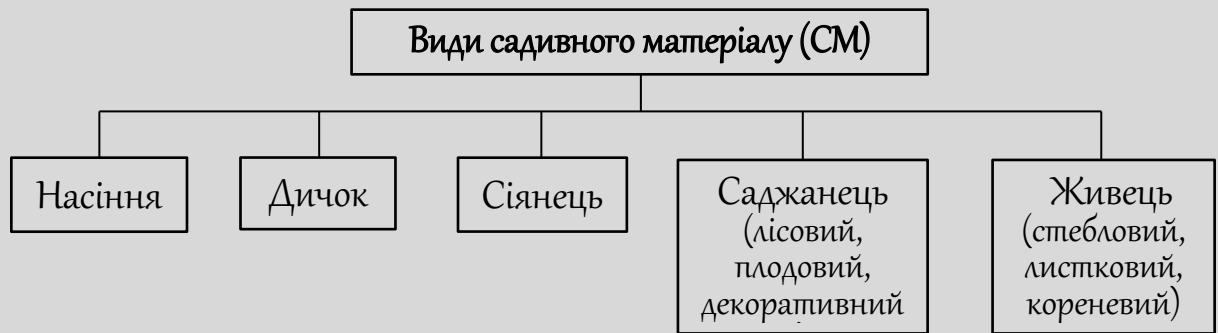 Види садивного матеріалу (СМ)
Насіння
Дичок
Сіянець
Саджанець
(лісовий,
плодовий,
декоративний
Живець
(стебловий,
листковий,
кореневий)